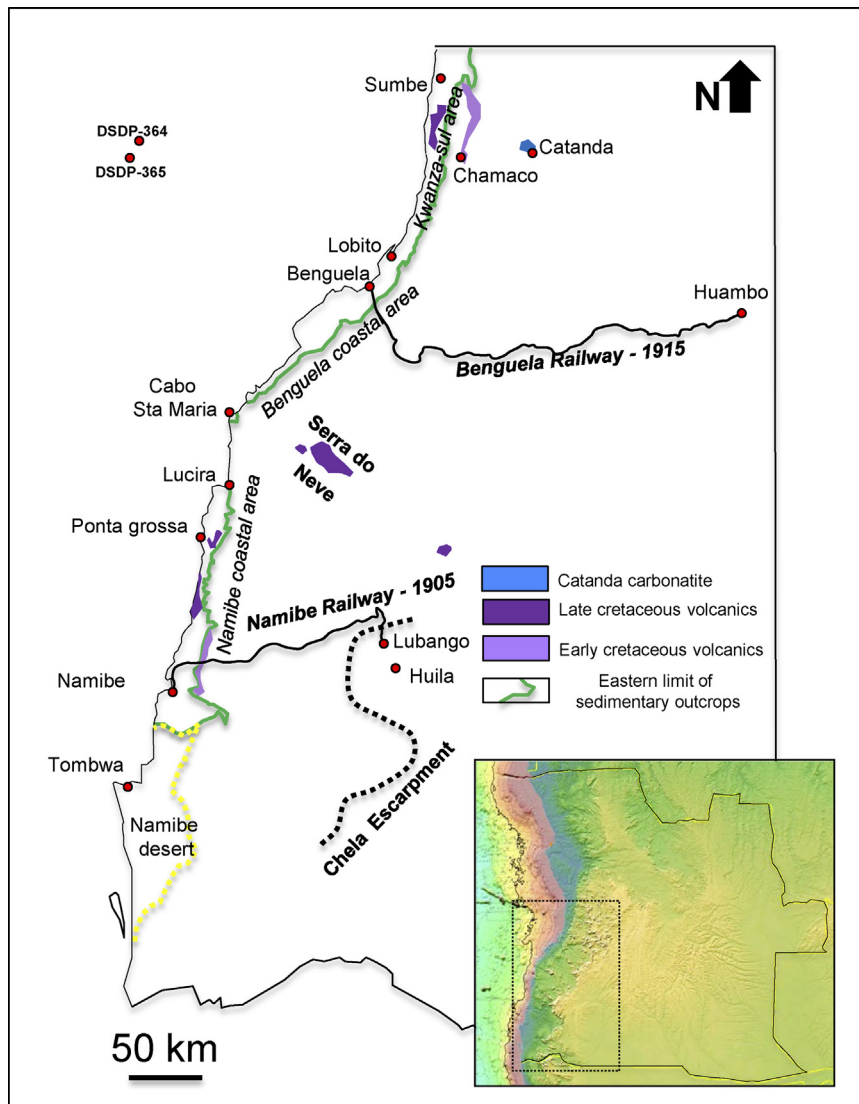 Sumbe
N
DSDP-364
DSDP-365
Kwanza-sul area
Catanda
Chamaco
Lobito
Benguela
Huambo
Benguela coastal area
Benguela Railway - 1915
Cabo
Sta Maria
Serra do
Neve
Lucira
Ponta grossa
Namibe coastal area
Namibe Railway - 1905
Catanda carbonatite
Late cretaceous volcanics
Early cretaceous volcanics
Eastern limit of
sedimentary outcrops
Lubango
Huila
Namibe
Tombwa
Chela Escarpment
Namibe
desert
50 km